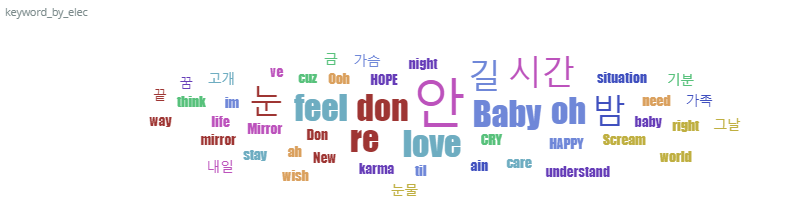 keyword_by_elec
금 가슴 night
꿈 고개 ve cuz Ooh HOPE 길 시간 situation 기분
끝 think im 눈 feel don 안 Baby oh 밤 need 가족
way life Mirror baby right 그날
mirror Don re love CRY HAPPY Scream
stay ah New world
내일 wish karma til ain care understand
눈물